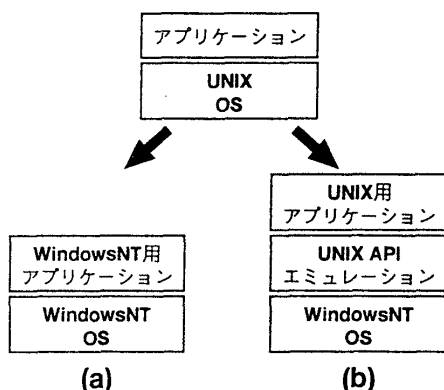 アプリケーション
UNIX
OS
WindowsNT用
アプリケーション
WindowsNT
OS
(a)
UNIX用
アプリケーション
UNIX API
エミュレーション
WindowsNT
OS
(b)